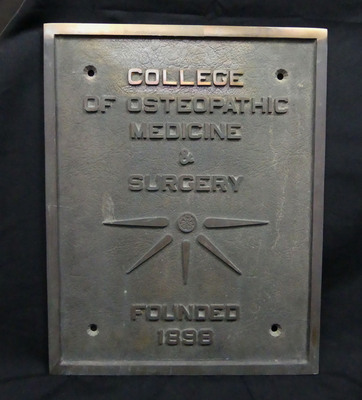 COLLEGE
OF OSTEOPATHIC
MEDICINE
&
SURGERY
FOUNDED
1898